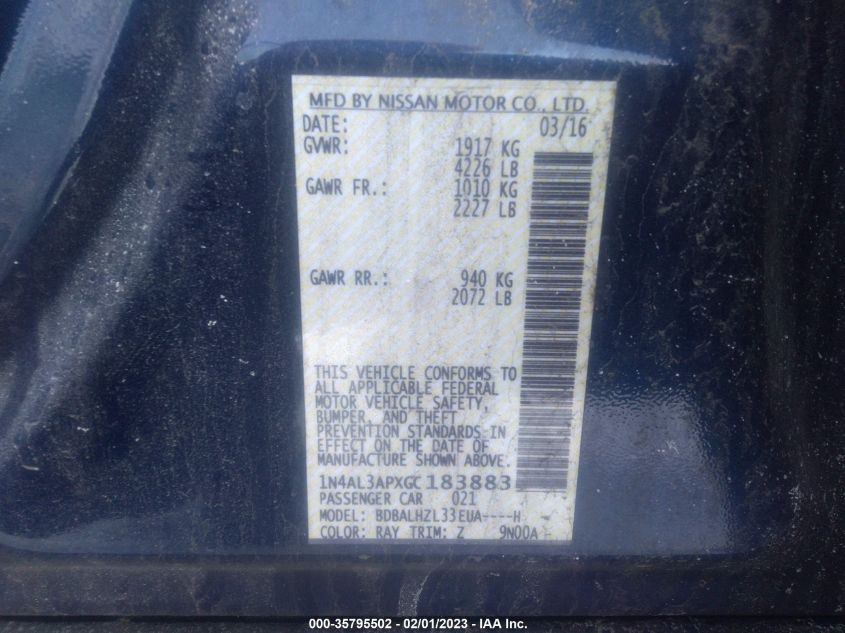 MFD BY NISSAN MOTOR CO., LTD.
DATE: 03/16
GVWR: 1917 KG
4226 LB
GAWR FR.: 1010 KG
2227 LB
GAWR RR.: 940 KG
2072 LB
THIS VEHICLE CONFORMS TO
ALL APPLICABLE FEDERAL
MOTOR VEHICLE SAFETY,
BUMPER, AND THEFT
PREVENTION STANDARDS IN
EFFECT ON THE DATE OF
MANUFACTURE SHOWN ABOVE.
1N4AL3APXGC183883
PASSENGER CAR 021
MODEL: BDBALHZL33EUA----H
COLOR: RAY TRIM: Z 9N00A
000-35795502 - 02/01/2023 - IAA Inc.